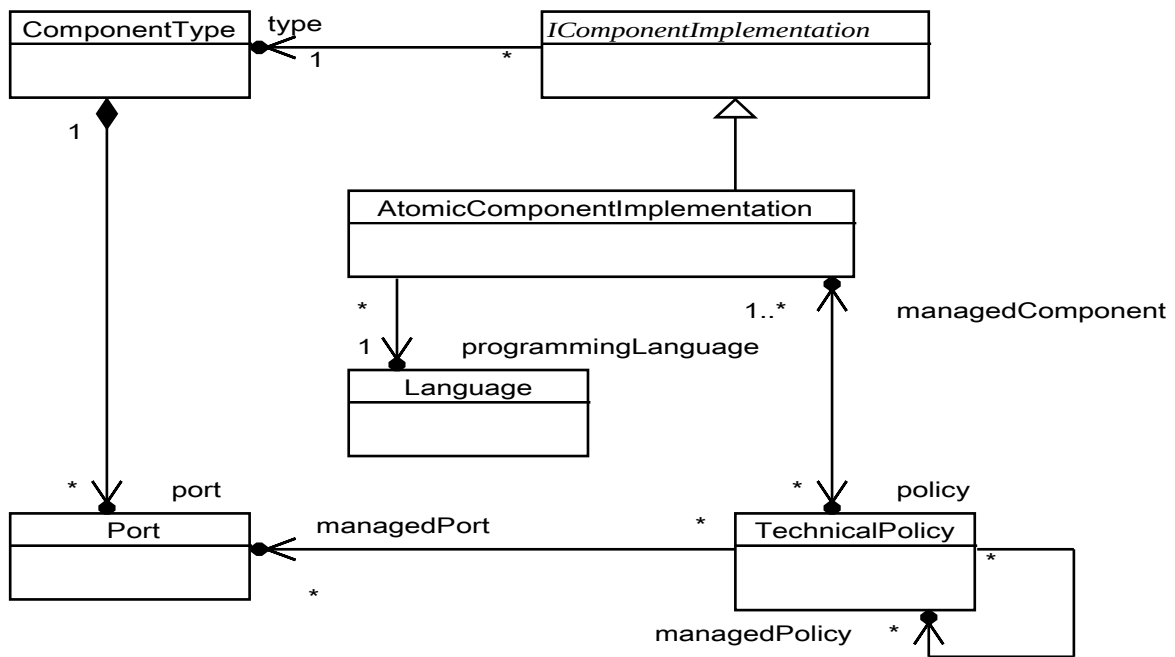 ComponentType
type
IComponentImplementation
1
*
1
AtomicComponentImplementation
*
1..*
managedComponent
1
programmingLanguage
Language
*
port
*
policy
Port
managedPort
*
TechnicalPolicy
*
*
managedPolicy
*